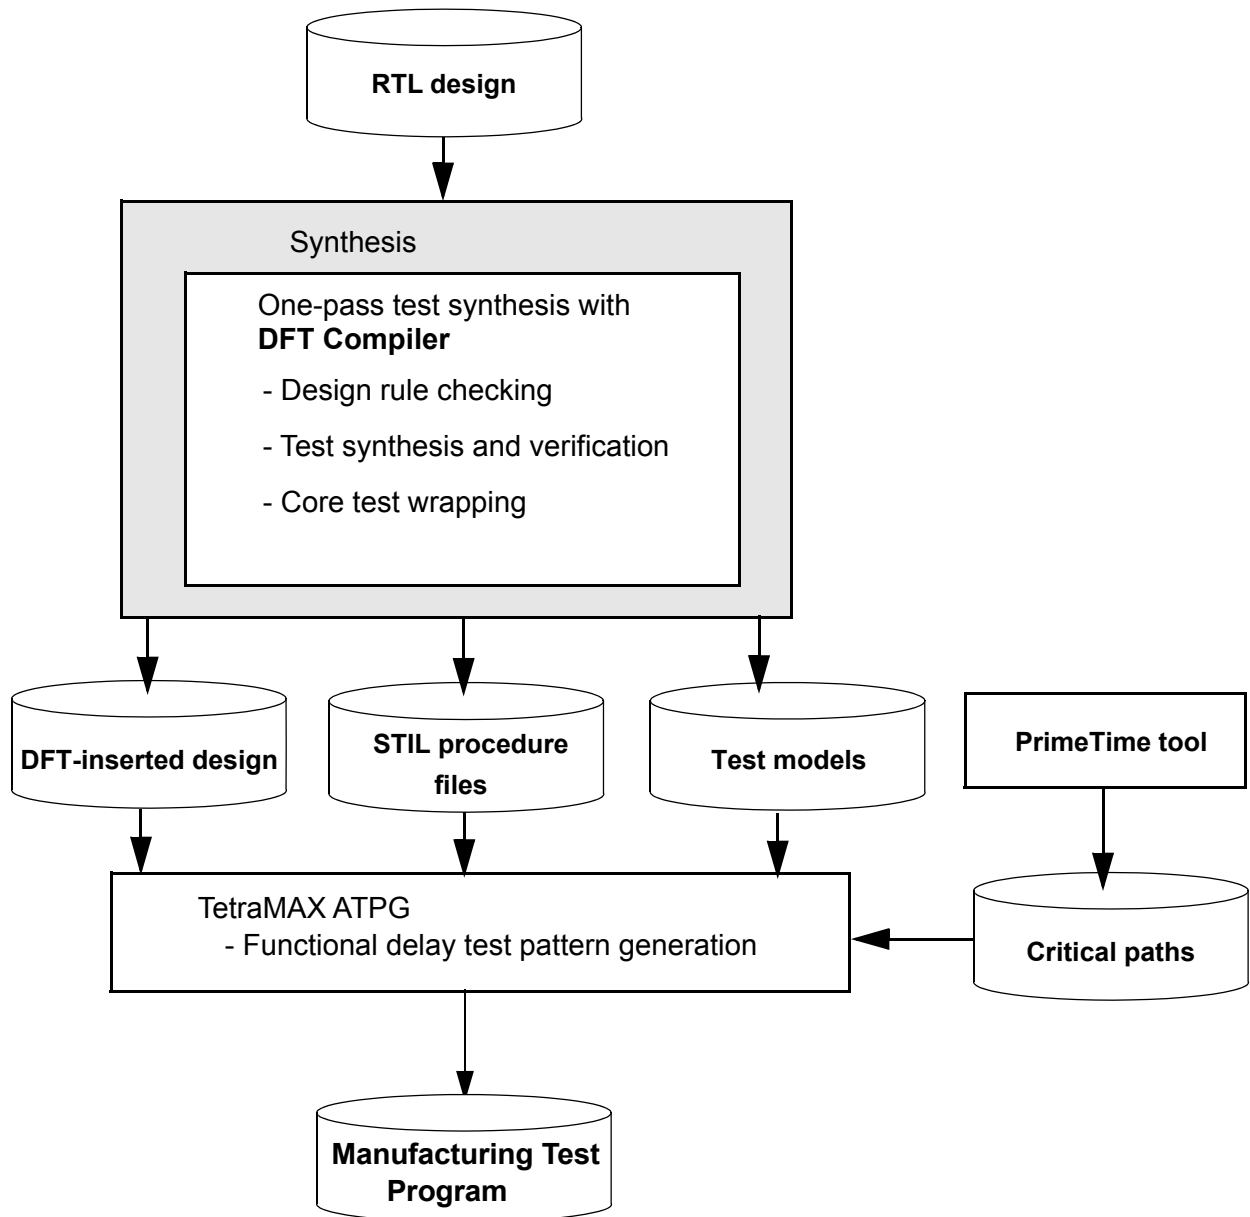 RTL design
Synthesis
One-pass test synthesis with
DFT Compiler
- Design rule checking
- Test synthesis and verification
- Core test wrapping
DFT-inserted design
STIL procedure
files
Test models
PrimeTime tool
TetraMAX ATPG
- Functional delay test pattern generation
Critical paths
Manufacturing Test
Program